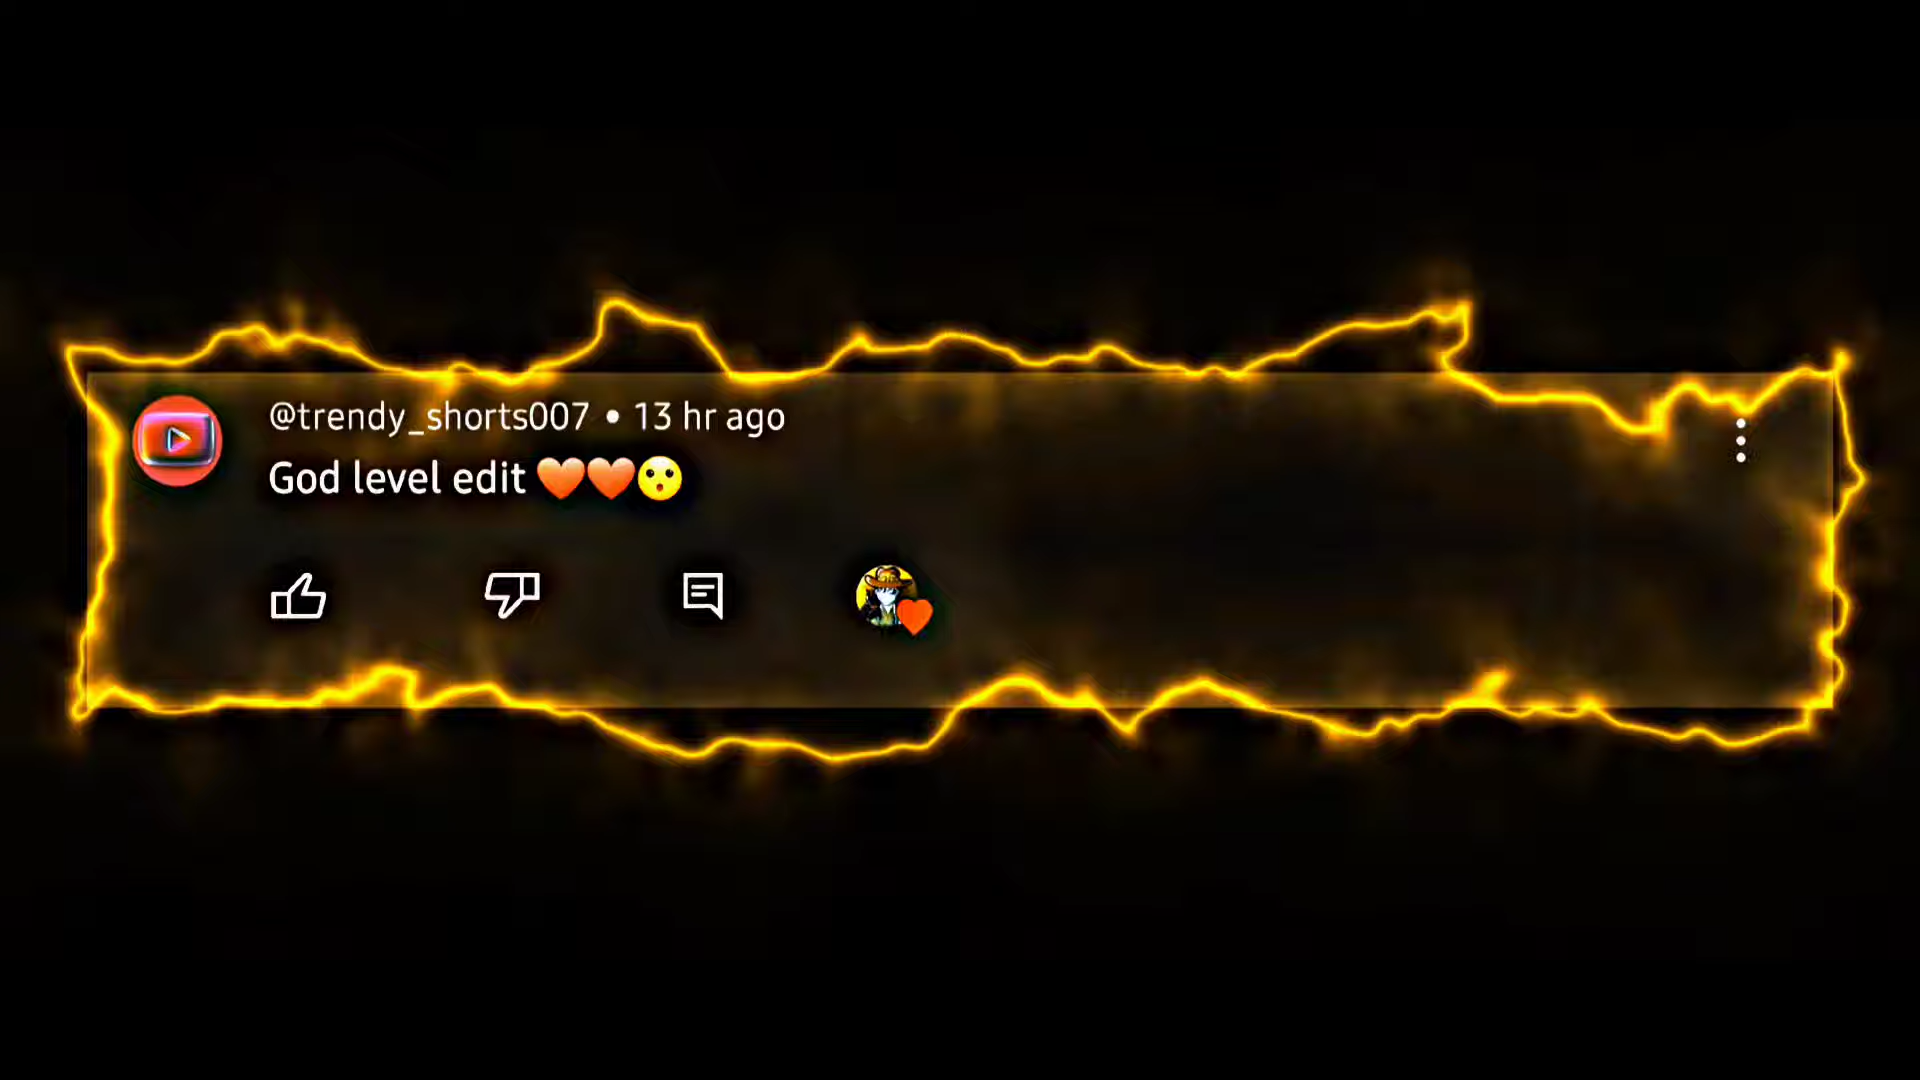 @trendy_shorts007 • 13 hr ago
God level edit 🧡🧡😯